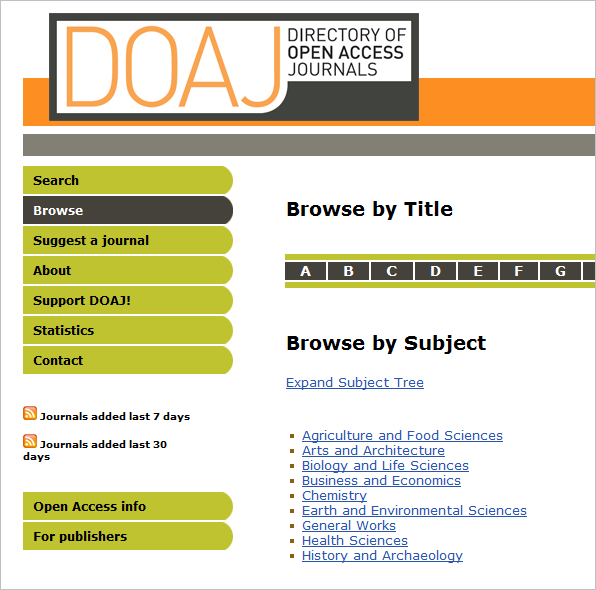 DOAJ
DIRECTORY OF
OPEN ACCESS
JOURNALS
Search
Browse
Suggest a journal
About
Support DOAJ!
Statistics
Contact
Journals added last 7 days
Journals added last 30
days
Open Access info
For publishers
Browse by Title
A B C D E F G
Browse by Subject
Expand Subject Tree
Agriculture and Food Sciences
Arts and Architecture
Biology and Life Sciences
Business and Economics
Chemistry
Earth and Environmental Sciences
General Works
Health Sciences
History and Archaeology